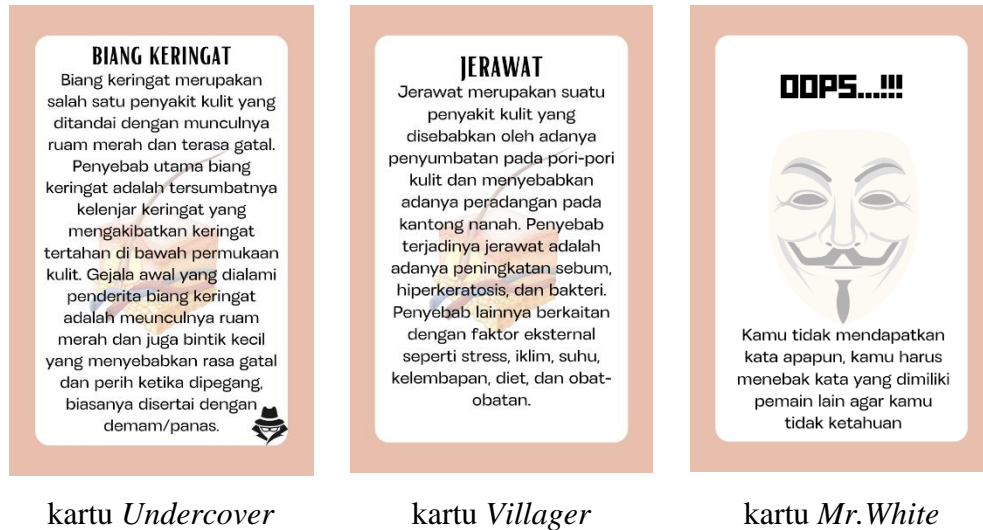 BIANG KERINGAT
Biang keringat merupakan
salah satu penyakit kulit yang
ditandai dengan munculnya
ruam merah dan terasa gatal.
Penyebab utama biang
keringat adalah tersumbatnya
kelenjar keringat yang
mengakibatkan keringat
tertahan di bawah permukaan
kulit. Gejala awal yang dialami
penderita biang keringat
adalah meunculnya ruam
merah dan juga bintik kecil
yang menyebabkan rasa gatal
dan perih ketika dipegang,
biasanya disertai dengan
demam/panas.
kartu Undercover
JERAWAT
Jerawat merupakan suatu
penyakit kulit yang
disebabkan oleh adanya
penyumbatan pada pori-pori
kulit dan menyebabkan
adanya peradangan pada
kantong nanah. Penyebab
terjadinya jerawat adalah
adanya peningkatan sebum,
hiperkeratosis, dan bakteri.
Penyebab lainnya berkaitan
dengan faktor eksternal
seperti stress, iklim, suhu,
kelembapan, diet, dan obat-
obatan.
kartu Villager
OOPS...!!!
Kamu tidak mendapatkan
kata apapun, kamu harus
menebak kata yang dimiliki
pemain lain agar kamu
tidak ketahuan
kartu Mr.White